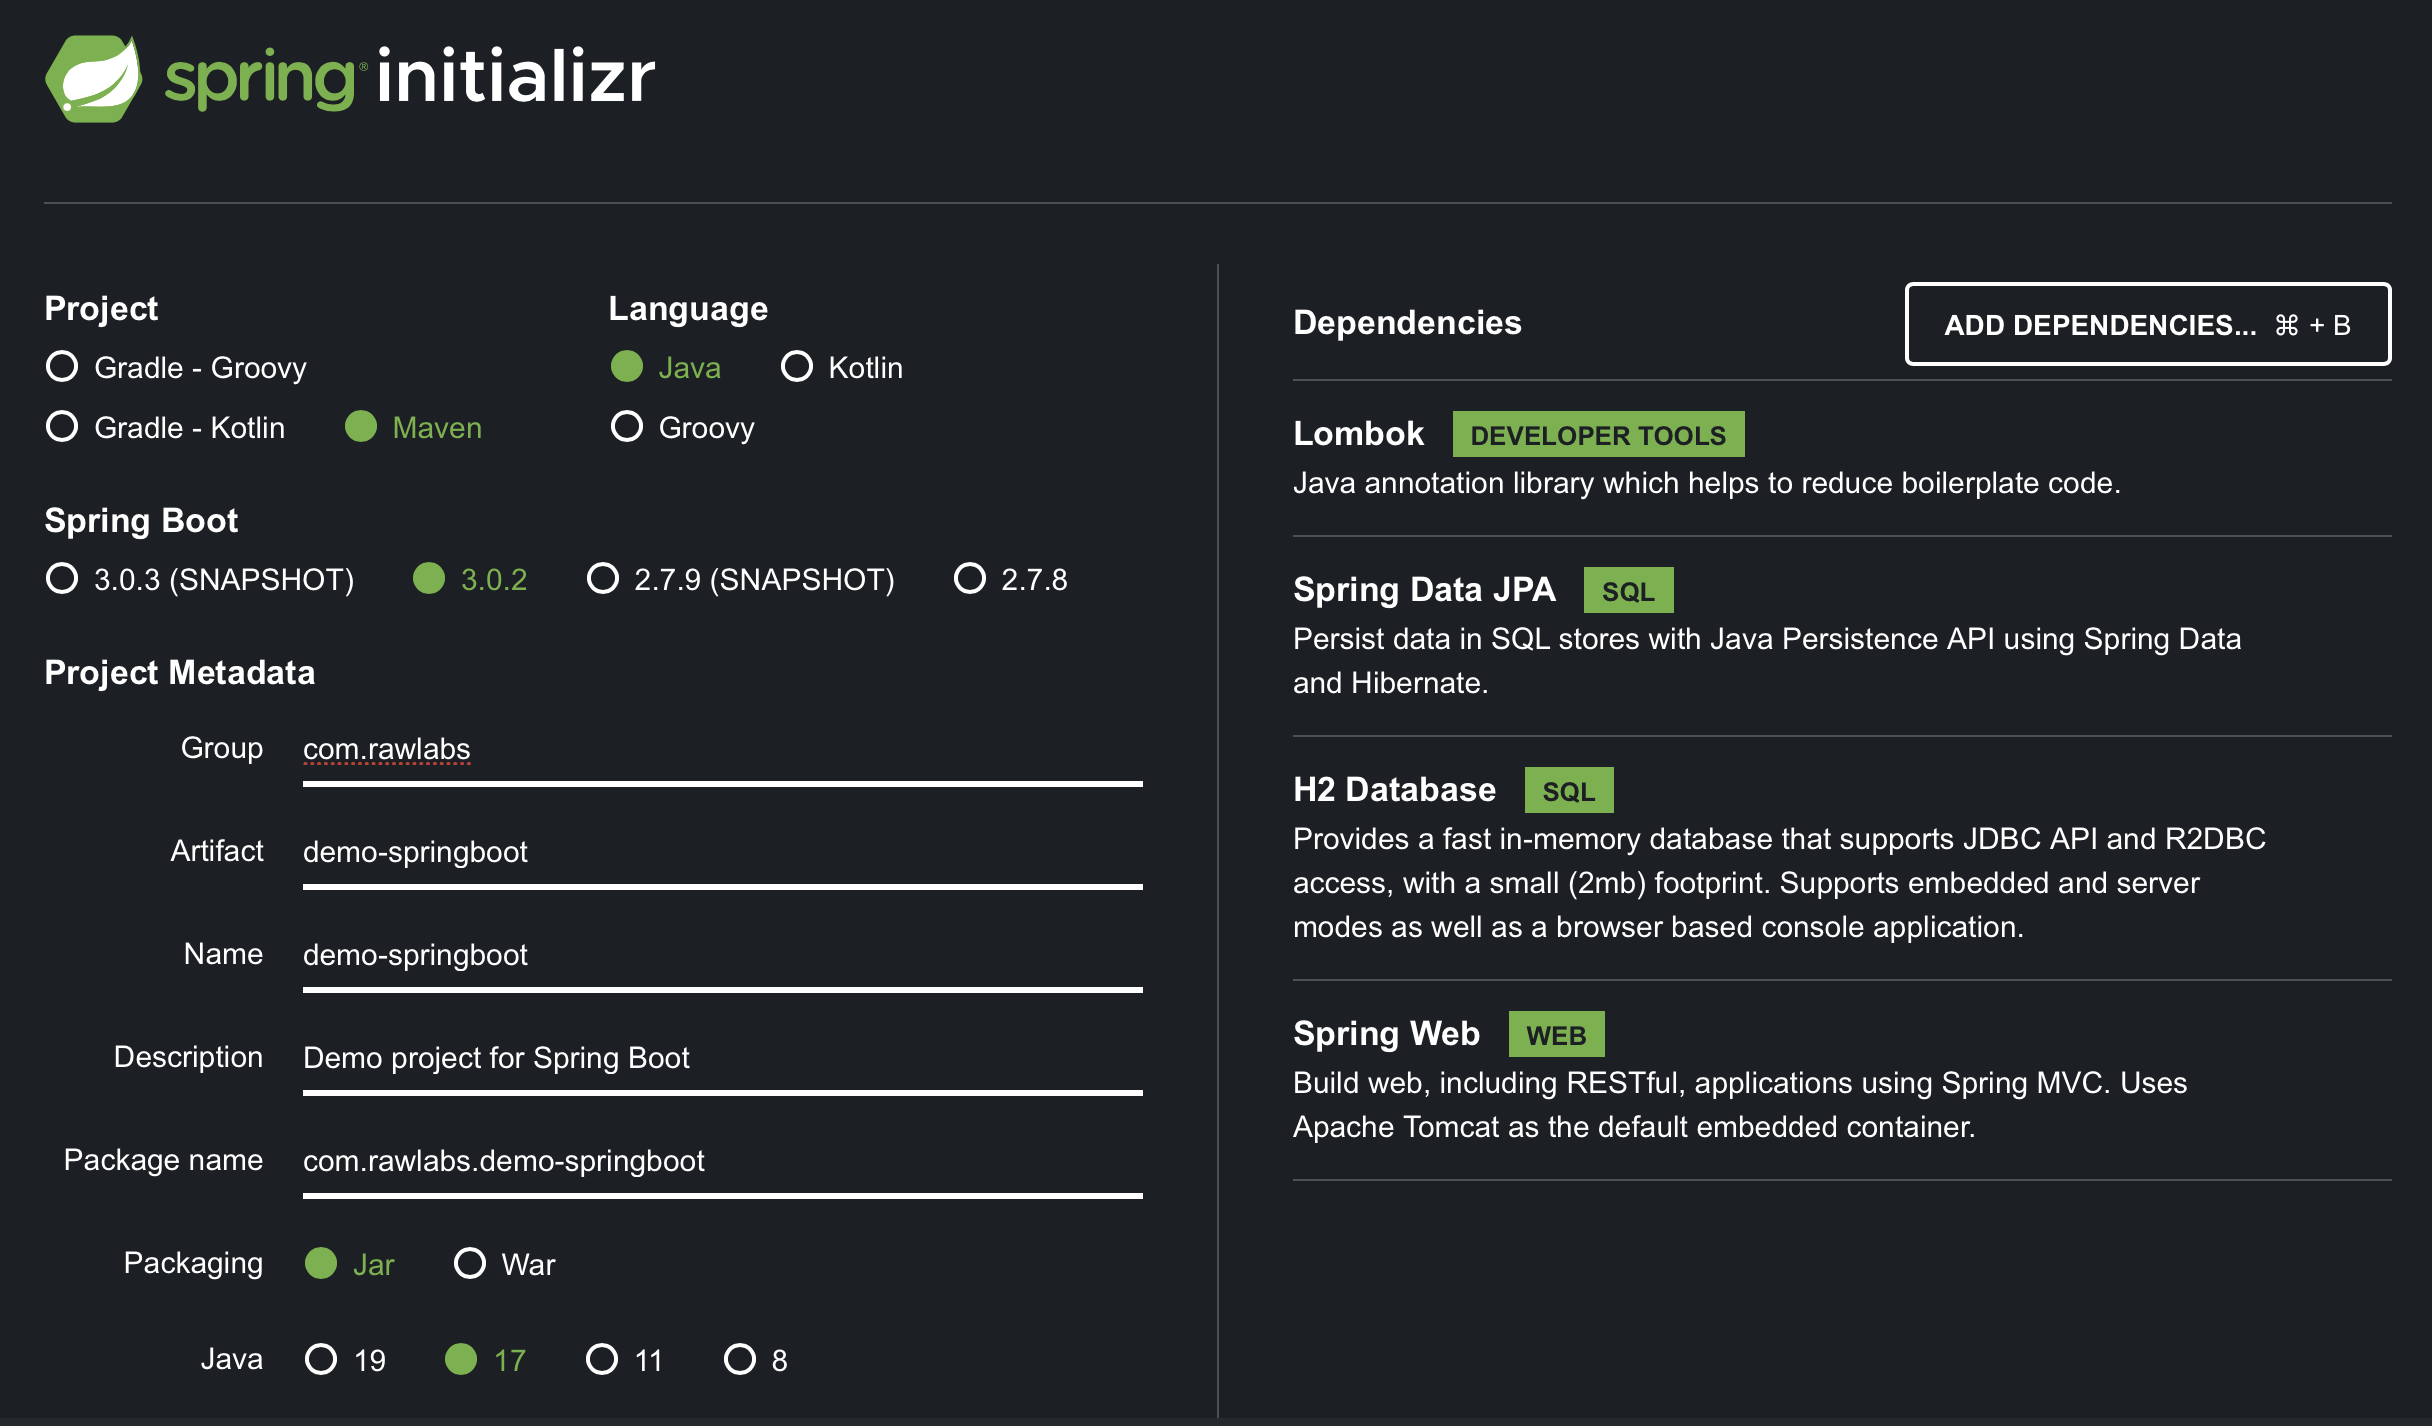 spring® initializr
Project
Gradle - Groovy
Gradle - Kotlin Maven
Language
Java Kotlin
Groovy
Spring Boot
3.0.3 (SNAPSHOT) 3.0.2 2.7.9 (SNAPSHOT) 2.7.8
Project Metadata
Group com.rawlabs
Artifact demo-springboot
Name demo-springboot
Description Demo project for Spring Boot
Package name com.rawlabs.demo-springboot
Packaging Jar War
Java 19 17 11 8
Dependencies ADD DEPENDENCIES... ⌘ + B
Lombok DEVELOPER TOOLS
Java annotation library which helps to reduce boilerplate code.
Spring Data JPA SQL
Persist data in SQL stores with Java Persistence API using Spring Data
and Hibernate.
H2 Database SQL
Provides a fast in-memory database that supports JDBC API and R2DBC
access, with a small (2mb) footprint. Supports embedded and server
modes as well as a browser based console application.
Spring Web WEB
Build web, including RESTful, applications using Spring MVC. Uses
Apache Tomcat as the default embedded container.